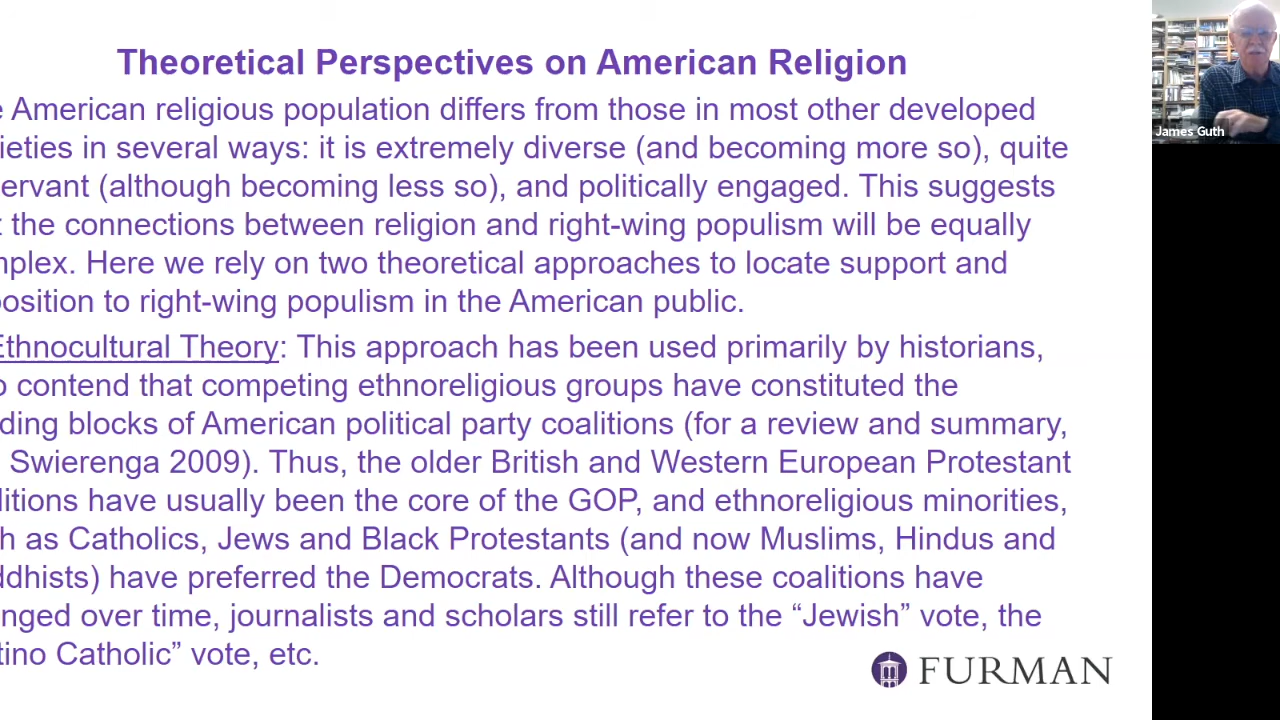 Theoretical Perspectives on American Religion
e American religious population differs from those in most other developed
ieties in several ways: it is extremely diverse (and becoming more so), quite
ervant (although becoming less so), and politically engaged. This suggests
t the connections between religion and right-wing populism will be equally
nplex. Here we rely on two theoretical approaches to locate support and
position to right-wing populism in the American public.
Ethnocultural Theory: This approach has been used primarily by historians,
o contend that competing ethnoreligious groups have constituted the
ding blocks of American political party coalitions (for a review and summary,
Swierenga 2009). Thus, the older British and Western European Protestant
ditions have usually been the core of the GOP, and ethnoreligious minorities,
h as Catholics, Jews and Black Protestants (and now Muslims, Hindus and
ddhists) have preferred the Democrats. Although these coalitions have
nged over time, journalists and scholars still refer to the “Jewish” vote, the
tino Catholic” vote, etc.
FURMAN
James Guth